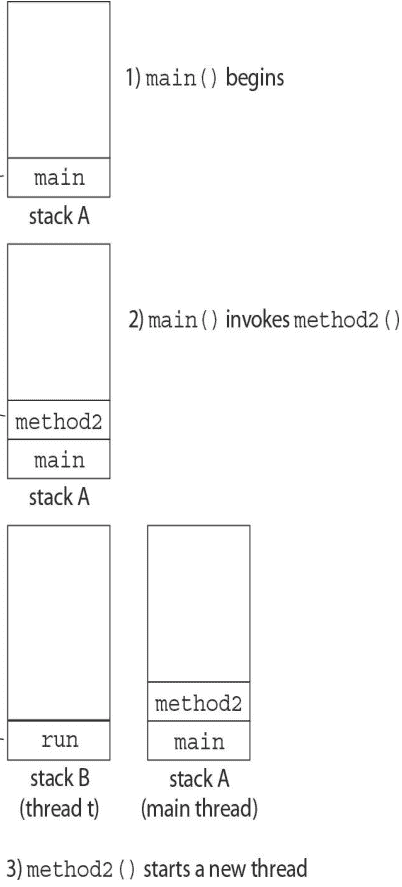 1) main() begins
main
stack A
2) main() invokes method2()
method2
main
stack A
method2
run
main
stack B
stack A
(thread t)
(main thread)
3) method2() starts a new thread